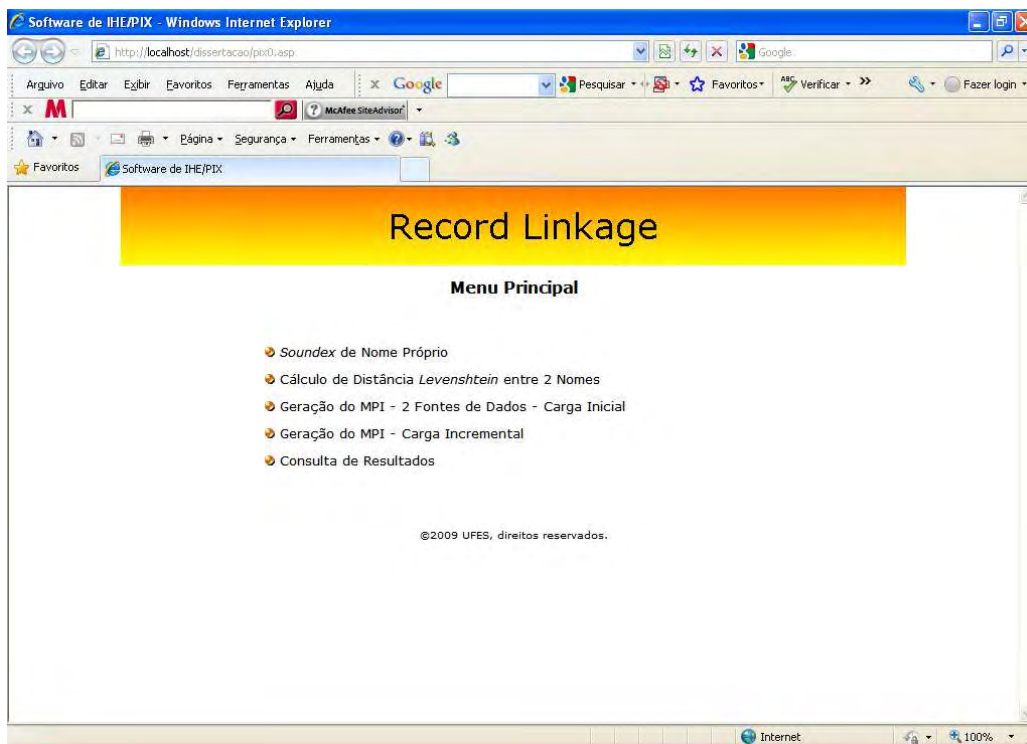 Software de IHE/PIX - Windows Internet Explorer
http://localhost/dissertacao/pix0.asp
Google
Arquivo Editar Exibir Favoritos Ferramentas Ajuda x Google Pesquisar Favoritos ABC Verificar >> Fazer login
x M ? McAfee SiteAdvisor
Página Segurança Ferramentas
Favoritos Software de IHE/PIX
Record Linkage
Menu Principal
Soundex de Nome Próprio
Cálculo de Distância Levenshtein entre 2 Nomes
Geração do MPI - 2 Fontes de Dados - Carga Inicial
Geração do MPI - Carga Incremental
Consulta de Resultados
©2009 UFES, direitos reservados.
Internet 100%